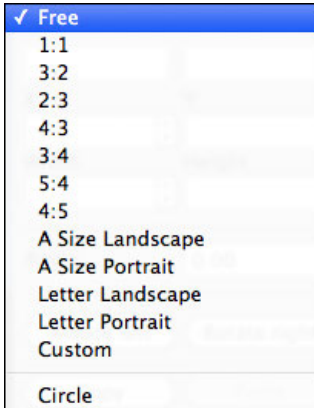 ✓ Free
1:1
3:2
2:3
4:3
3:4
5:4
4:5
A Size Landscape
A Size Portrait
Letter Landscape
Letter Portrait
Custom
Circle